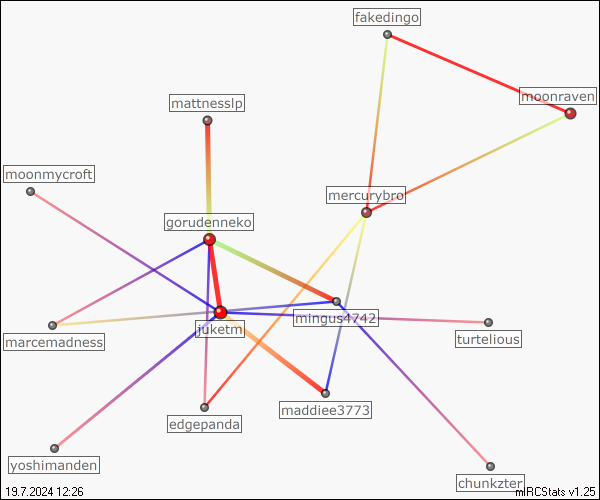 fakedingo
moonraven
mattnesslp
moonmycroft
mercurybro
gorudenneko
mingus4742
juketm
turtelious
marcemadness
maddiee3773
edgepanda
yoshimanden
chunkzter
19.7.2024 12:26
mIRCStats v1.25